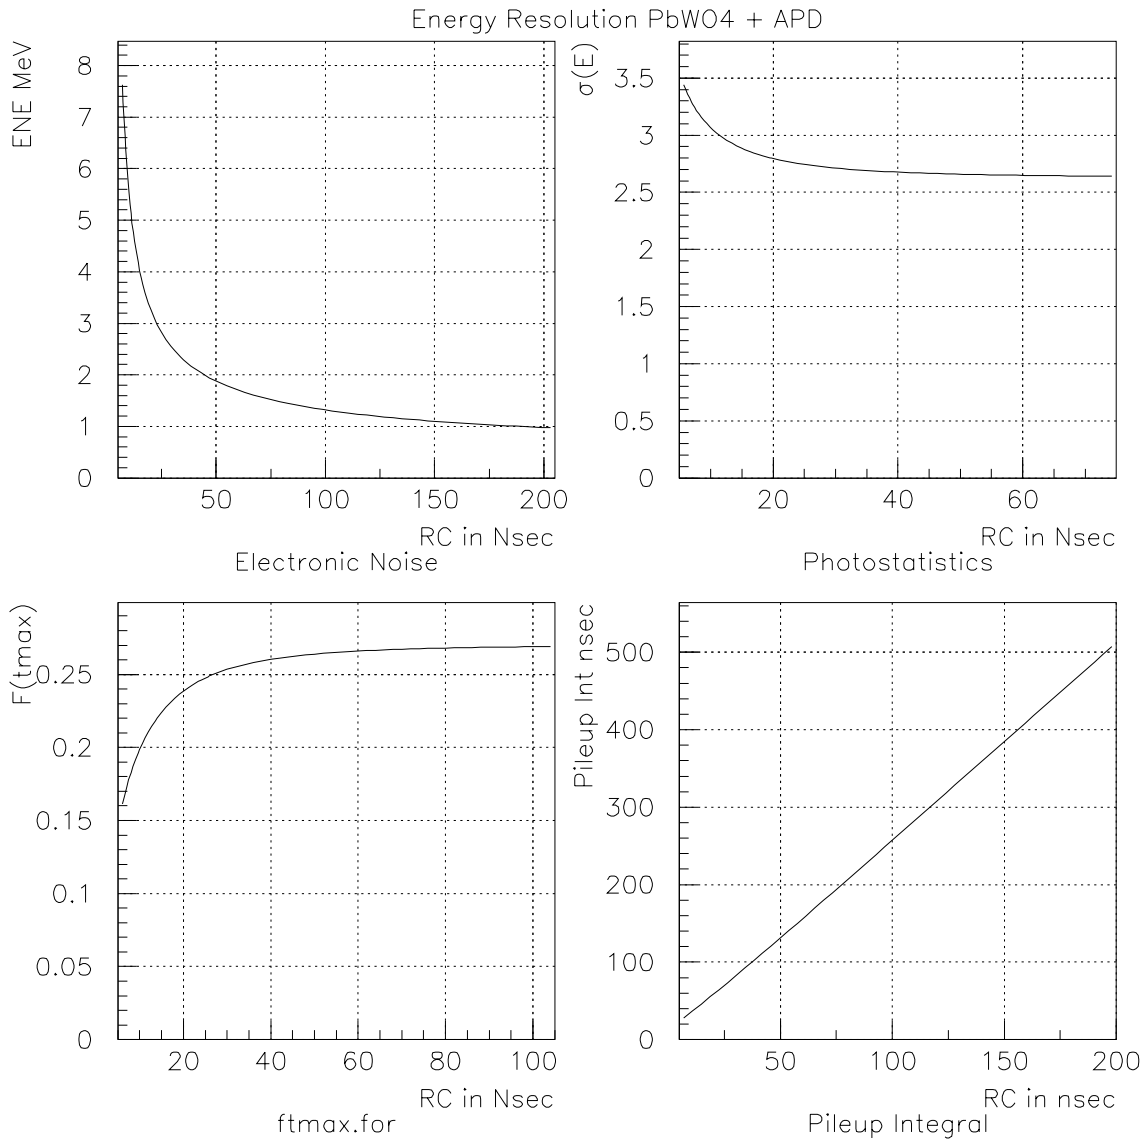 Energy Resolution PbWO4 + APD
ENE MeV
8
7
6
5
4
3
2
1
0
50 100 150 200
RC in Nsec
Electronic Noise
σ(E)
3.5
3
2.5
2
1.5
1
0.5
0
20 40 60
RC in Nsec
Photostatistics
F(tmax)
0.25
0.2
0.15
0.1
0.05
0
20 40 60 80 100
RC in Nsec
ftmax.for
Pileup Int nsec
500
400
300
200
100
0
50 100 150 200
RC in nsec
Pileup Integral